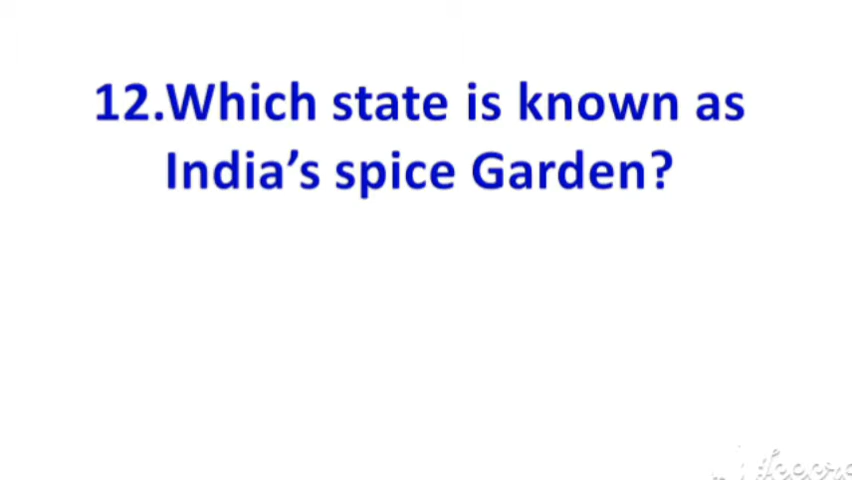 12.Which state is known as
India’s spice Garden?